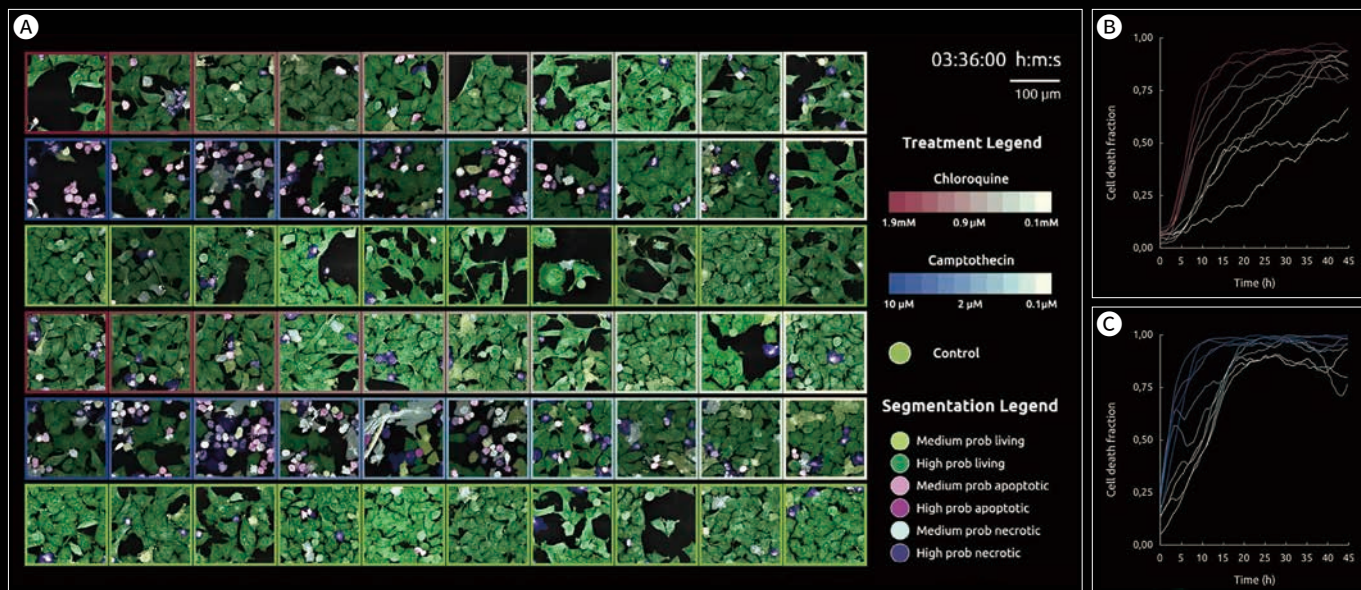 A
03:36:00 h:m:s
100 µm
Treatment Legend
Chloroquine
1.9mM 0.9 µM 0.1mM
Camptothecin
10 µM 2 µM 0.1µM
Control
Segmentation Legend
Medium prob living
High prob living
Medium prob apoptotic
High prob apoptotic
Medium prob necrotic
High prob necrotic
B
Cell death fraction
1,00
0,75
0,50
0,25
0,00
0 5 10 15 20 25 30 35 40 45
Time (h)
C
Cell death fraction
1,00
0,75
0,50
0,25
0,00
0 5 10 15 20 25 30 35 40 45
Time (h)